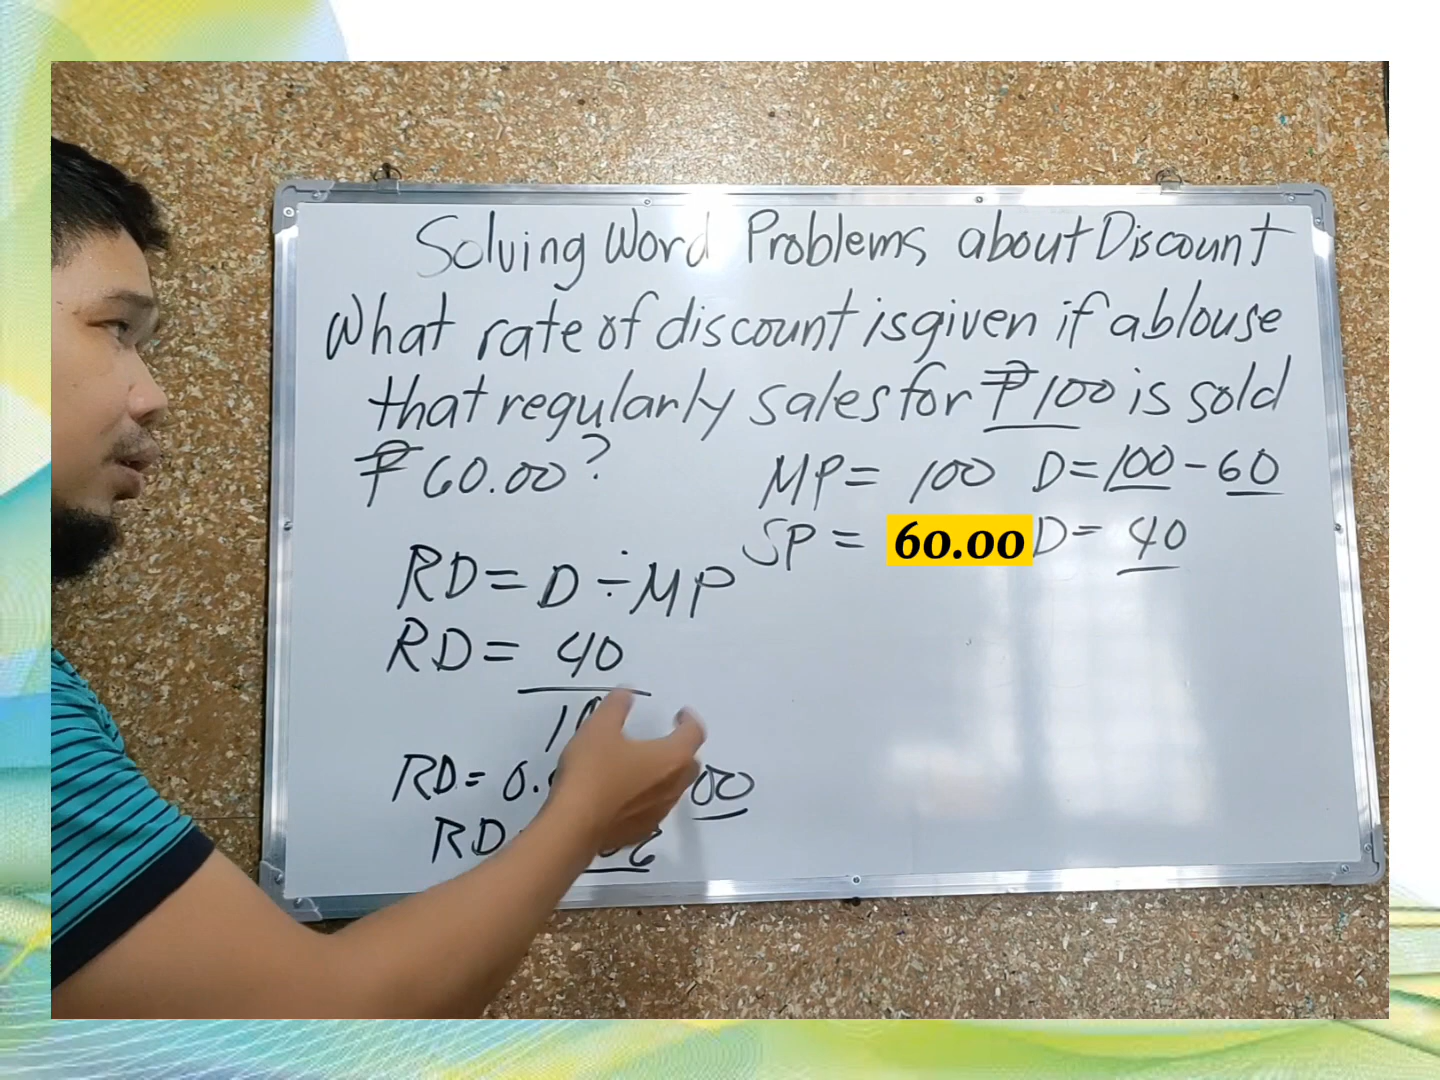 Solving Word Problems about Discount
What rate of discount is given if a blouse
that regularly sales for ₱100 is sold
₱60.00?
MP = 100 D = 100 - 60
SP = 60.00 D = 40
RD = D ÷ MP
RD = 40
RD = 0.
RD